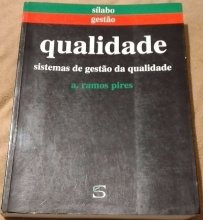 sílabo
gestão
qualidade
sistemas de gestão da qualidade
a. ramos pires
S